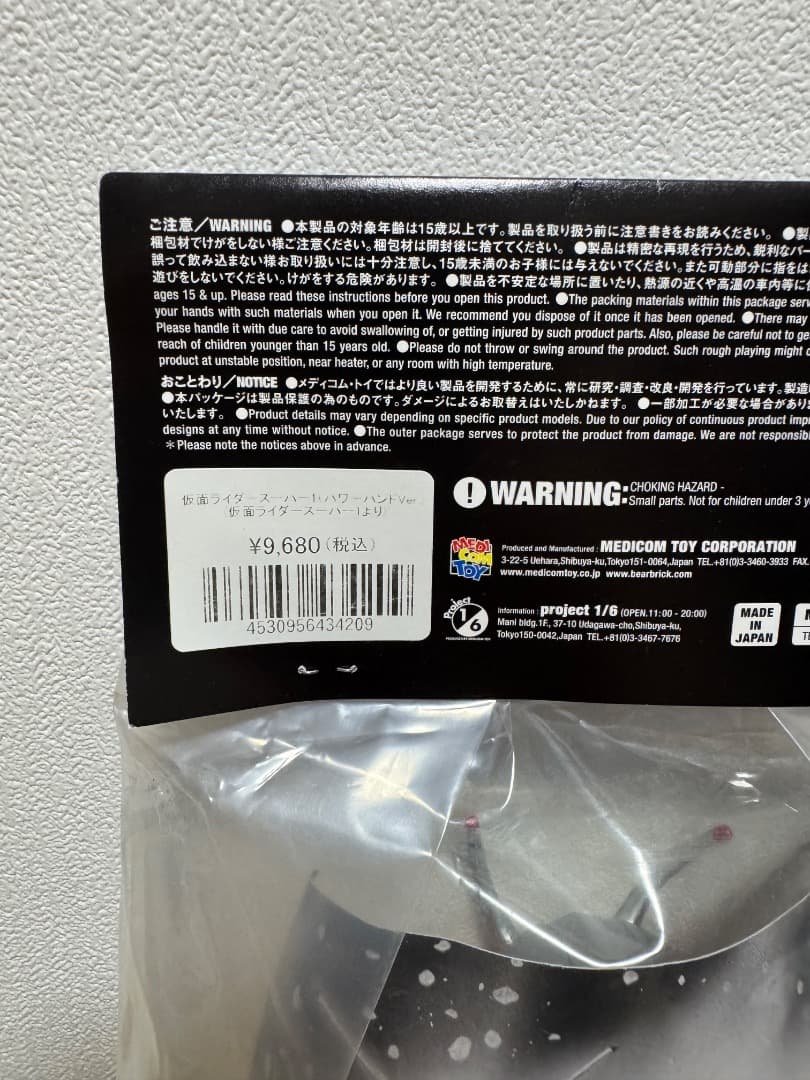 ご注意／WARNING ●本製品の対象年齢は15歳以上です。製品を取り扱う前に注意書きをお読みください。 ●製
梱包材でけがをしない様ご注意ください。梱包材は開封後に捨ててください。 ●製品は精密な再現を行うため、鋭利なパー
誤って飲み込まない様お取り扱いには十分注意し、15歳未満のお子様には与えないでください。また可動部分に指をは
遊びをしないでください。けがをする危険があります。 ●製品を不安定な場所に置いたり、熱源の近くや高温の車内等に
ages 15 & up. Please read these instructions before you open this product. ●The packing materials within this package
your hands with such materials when you open it. We recommend you dispose of it once it has been opened. ●There may
Please handle it with due care to avoid swallowing of, or getting injured by such product parts. Also, please be careful not to
reach of children younger than 15 years old. ●Please do not throw or swing around the product. Such rough playing might
product at unstable position, near heater, or any room with high temperature.
おことわり／NOTICE ●メディコム・トイではより良い製品を開発するために、常に研究・調査・改良・開発を行っています。製造
●本パッケージは製品保護の為のものです。ダメージによるお取替えはいたしかねます。 ●一部加工が必要な場合があり
いたします。 ●Product details may vary depending on specific product models. Due to our policy of continuous product
designs at any time without notice. ●The outer package serves to protect the product from damage. We are not
＊Please note the notices above in advance.
仮面ライダースーパー1(パワーハンドVer.)
(仮面ライダースーパー1より)
¥9,680(税込)
4530956434209
! WARNING: CHOKING HAZARD -
Small parts. Not for children under 3
MEDI COM TOY
Produced and Manufactured : MEDICOM TOY CORPORATION
3-22-5 Uehara,Shibuya-ku,Tokyo151-0064,Japan TEL.+81(0)3-3460-3933 FAX.
www.medicomtoy.co.jp www.bearbrick.com
Project 1/6
Information : project 1/6 (OPEN.11:00 - 20:00)
Mani bldg.1F, 37-10 Udagawa-cho,Shibuya-ku,
Tokyo150-0042,Japan TEL.+81(0)3-3467-7676
MADE
IN
JAPAN